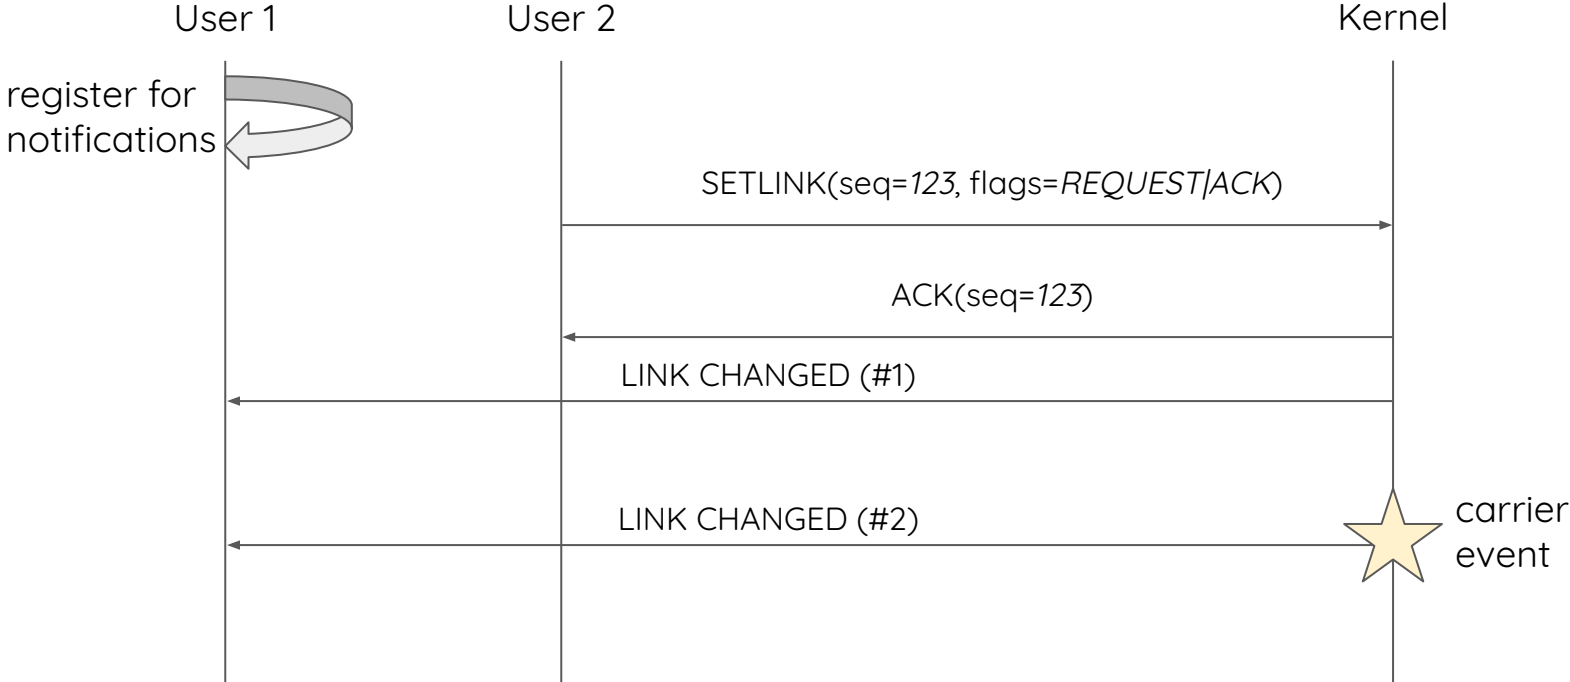 User 1
User 2
Kernel
register for
notifications
SETLINK(seq=123, flags=REQUEST|ACK)
ACK(seq=123)
LINK CHANGED (#1)
LINK CHANGED (#2)
carrier
event